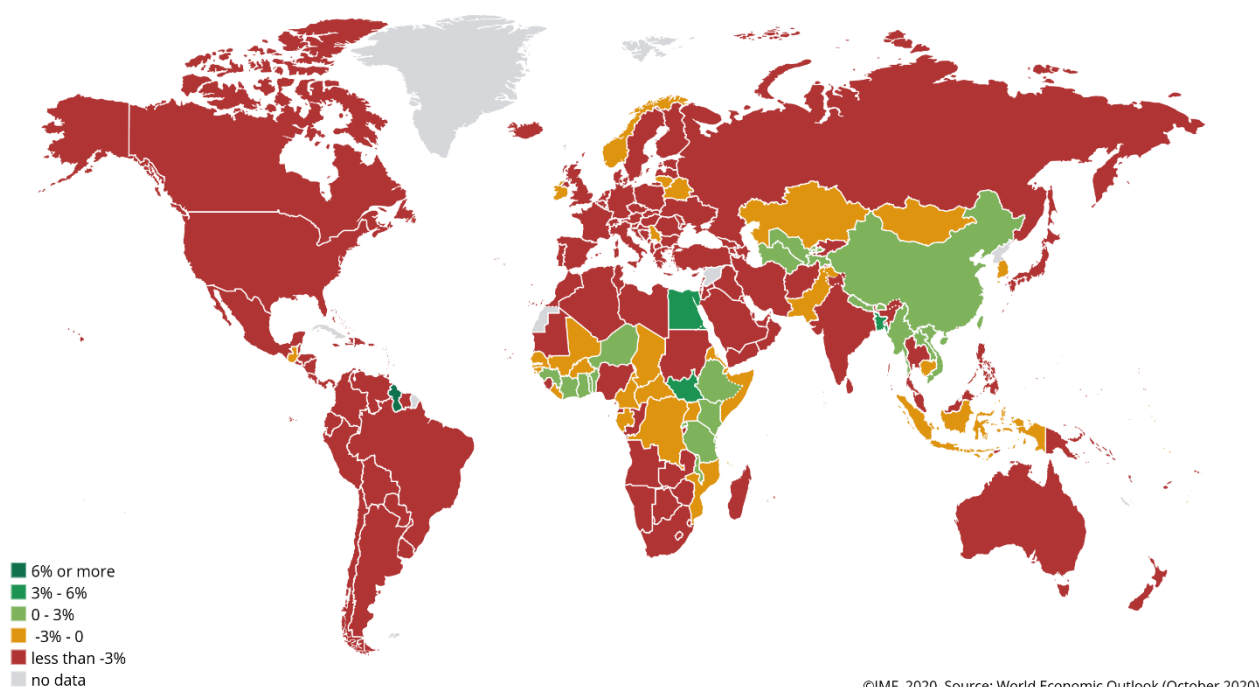 6% or more
3% - 6%
0 - 3%
-3% - 0
less than -3%
no data
©IMF, 2020, Source: World Economic Outlook (October 2020)